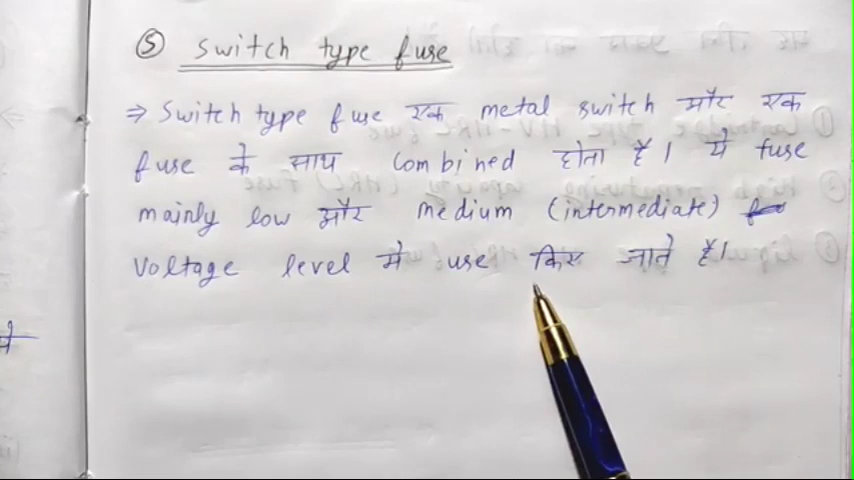 ⑤ Switch type fuse
⇒ Switch type fuse एक metal switch और एक
fuse के साथ Combined होता है। ये fuse
mainly low और medium (intermediate)
Voltage level मे use किए जाते है।